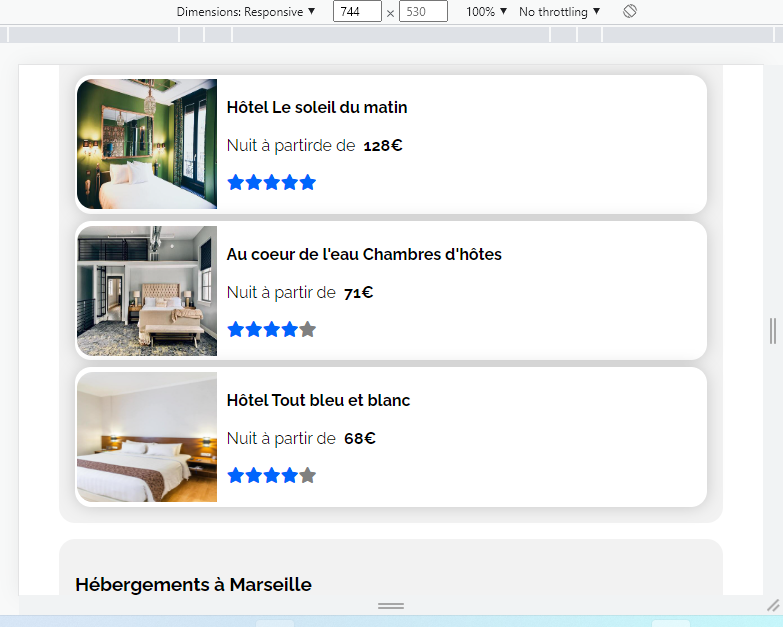 Dimensions: Responsive ▼ 744 × 530 100% ▼ No throttling ▼
Hôtel Le soleil du matin
Nuit à partirde de 128€
Au coeur de l'eau Chambres d'hôtes
Nuit à partir de 71€
Hôtel Tout bleu et blanc
Nuit à partir de 68€
Hébergements à Marseille